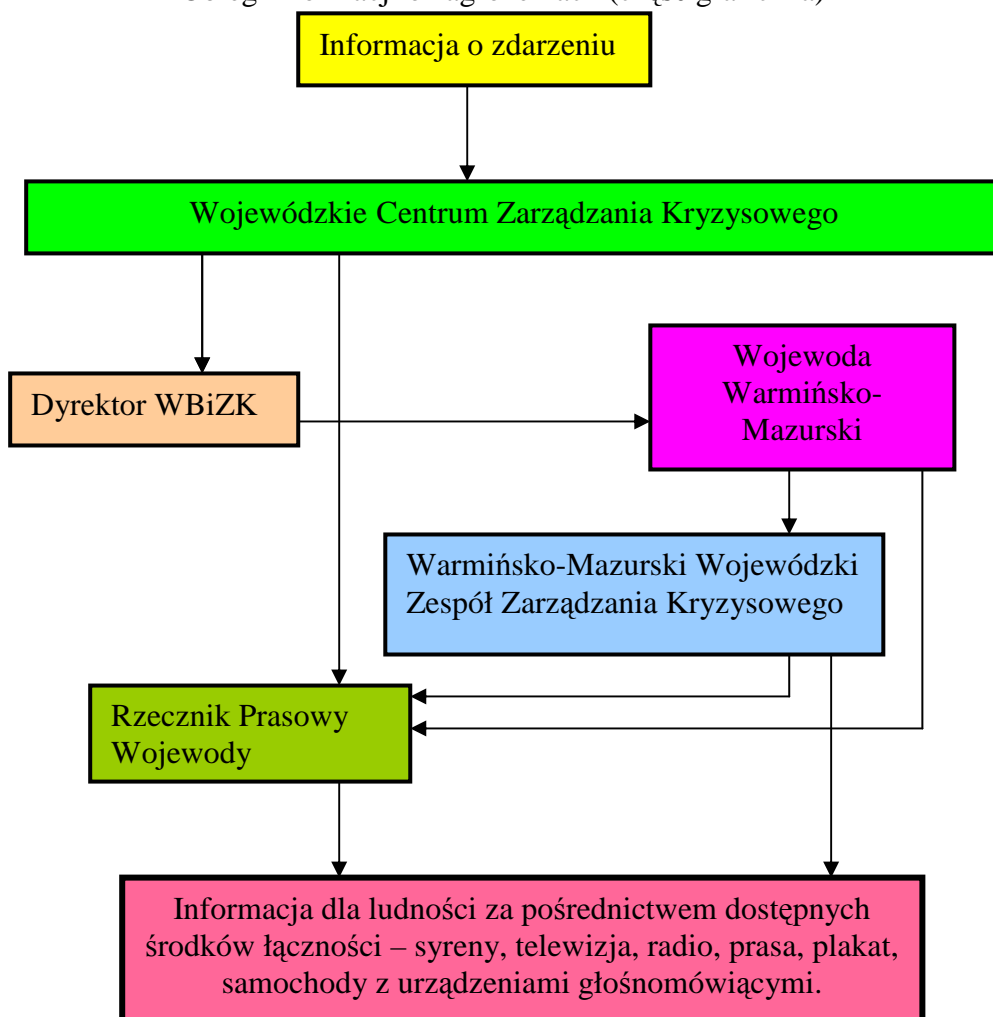 Informacja o zdarzeniu
Wojewódzkie Centrum Zarządzania Kryzysowego
Wojewoda
Warmińsko-
Mazurski
Dyrektor WBiZK
Warmińsko-Mazurski Wojewódzki
Zespół Zarządzania Kryzysowego
Rzecznik Prasowy
Wojewody
Informacja dla ludności za pośrednictwem dostępnych
środków łączności – syreny, telewizja, radio, prasa, plakat,
samochody z urządzeniami głośnomówiącymi.